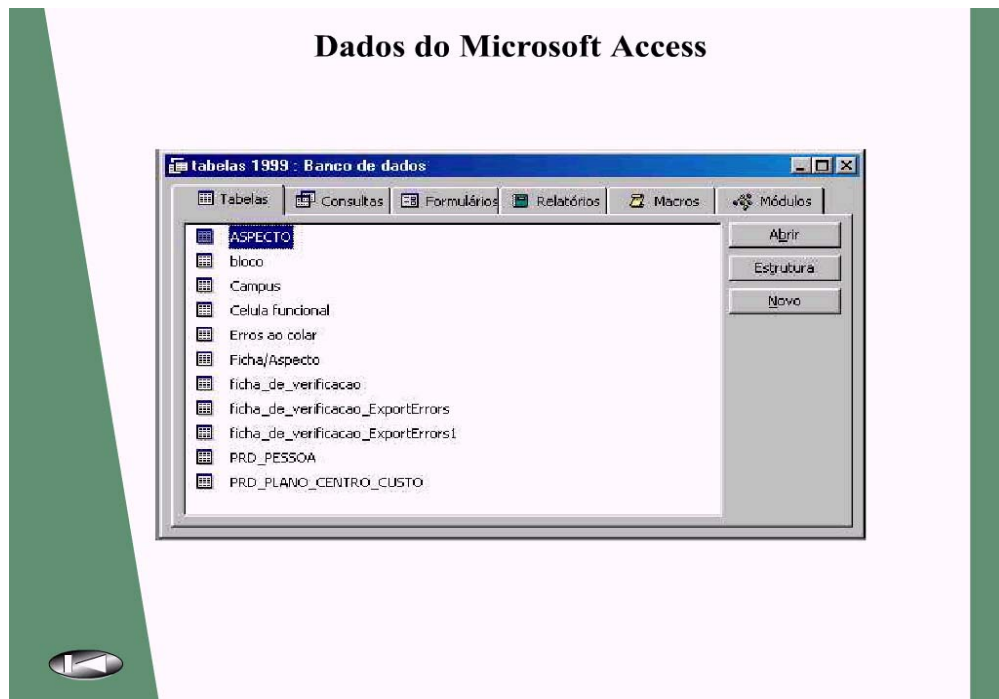 Dados do Microsoft Access
tabelas 1999 : Banco de dados
Tabelas Consultas Formulários Relatórios Macros Módulos
ASPECTO
bloco
Campus
Celula funcional
Erros ao colar
Ficha/Aspecto
ficha_de_verificacao
ficha_de_verificacao_ExportErrors
ficha_de_verificacao_ExportErrors1
PRD_PESSOA
PRD_PLANO_CENTRO_CUSTO
Abrir
Estrutura
Novo